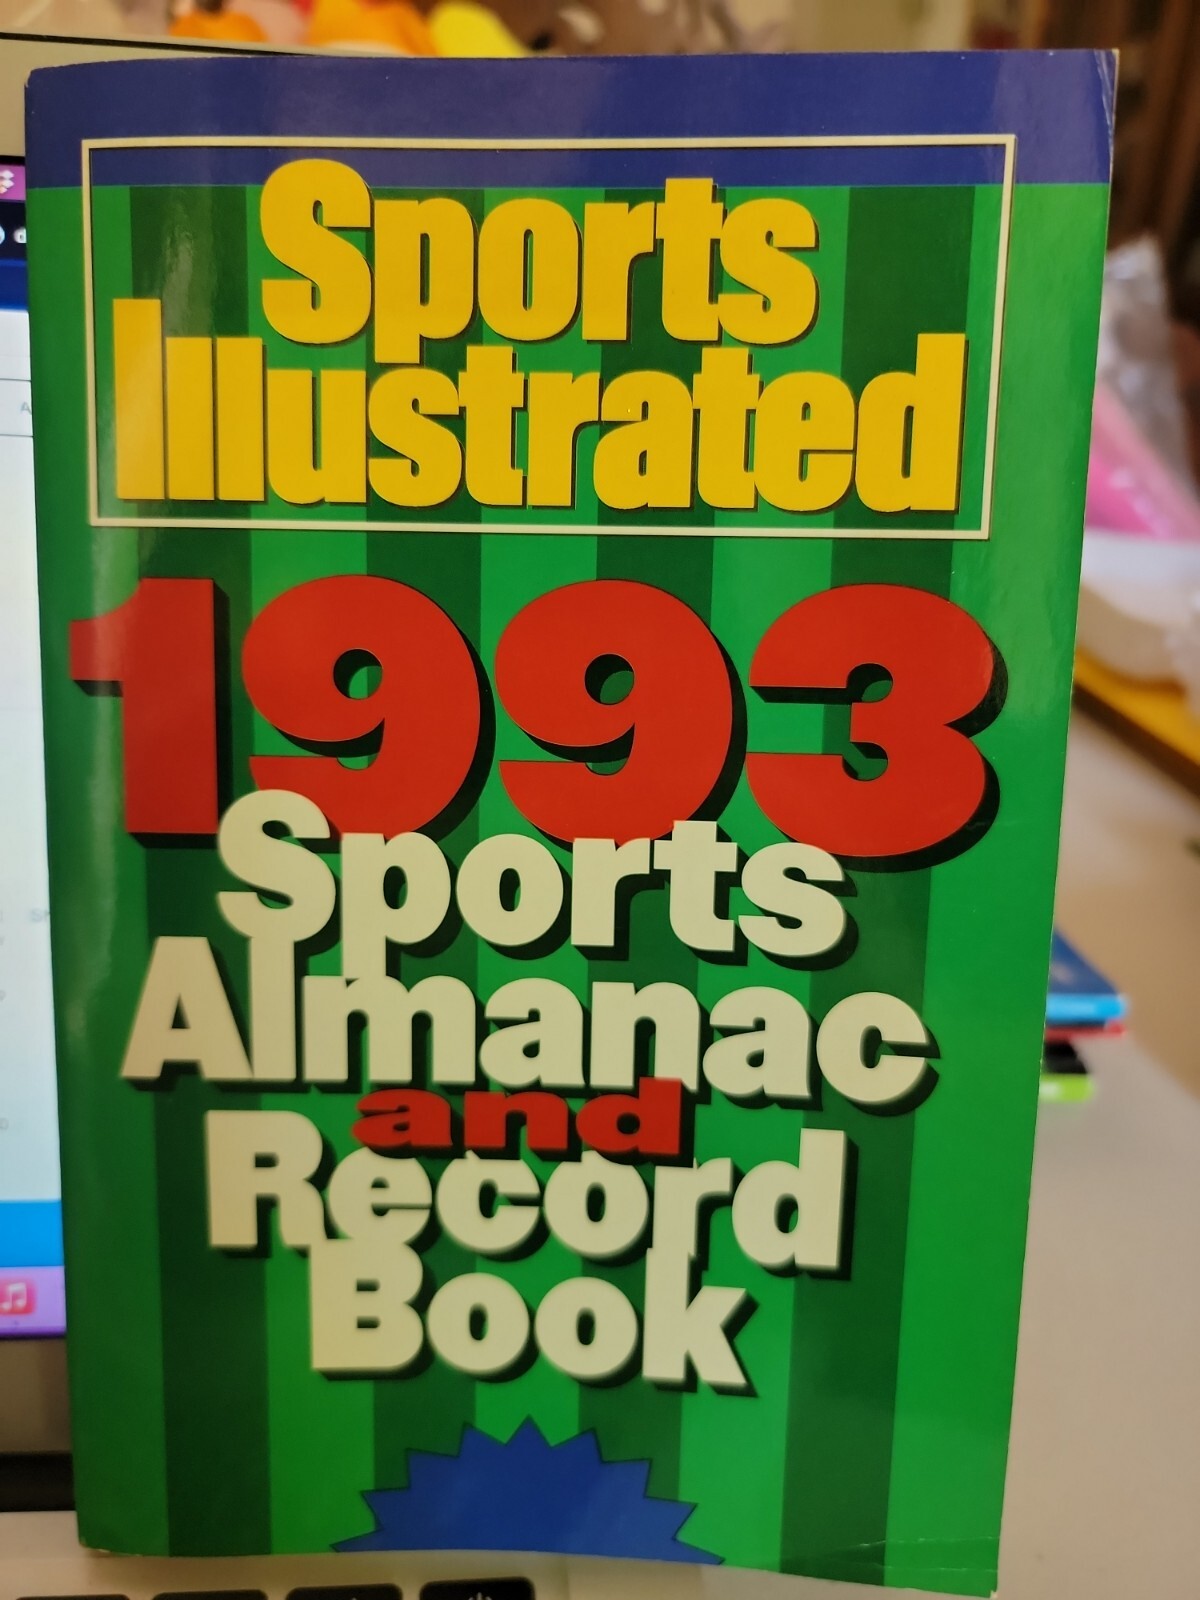 Sports
Illustrated
1993
Sports
Almanac
and
Record
Book